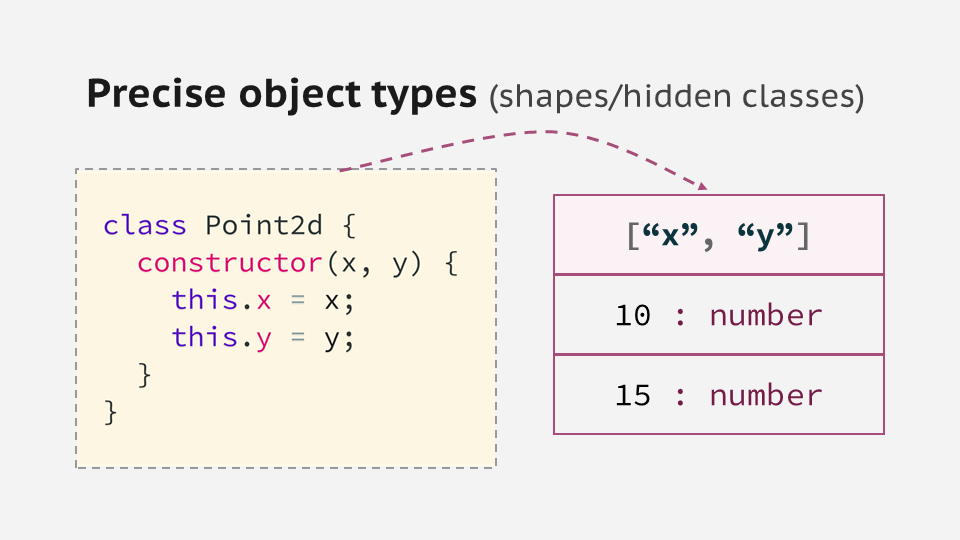 Precise object types (shapes/hidden classes)
class Point2d {
  constructor(x, y) {
    this.x = x;
    this.y = y;
  }
}
[“x”, “y”]
10 : number
15 : number